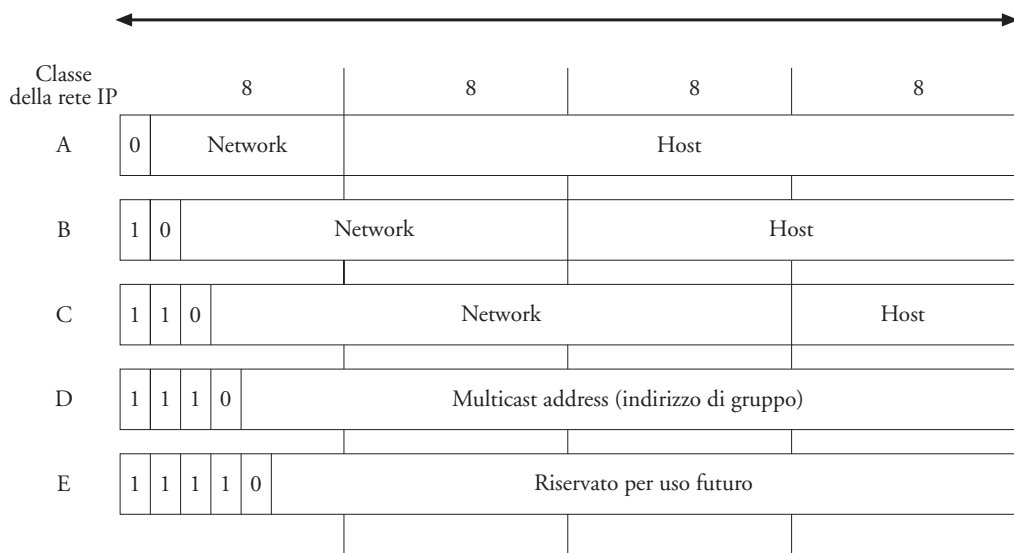 Classe
della rete IP
8 8 8 8
A 0 Network Host
B 1 0 Network Host
C 1 1 0 Network Host
D 1 1 1 0 Multicast address (indirizzo di gruppo)
E 1 1 1 1 0 Riservato per uso futuro